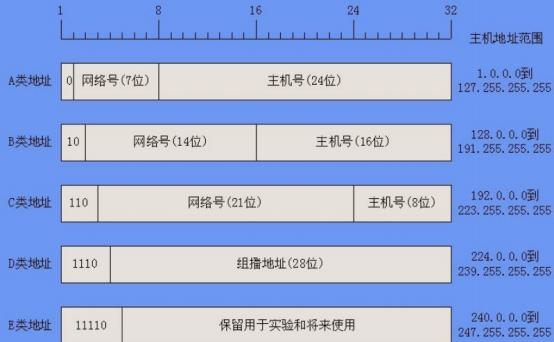 1 8 16 24 32
主机地址范围
A类地址 0 网络号(7位) 主机号(24位) 1.0.0.0到
127.255.255.255
B类地址 10 网络号(14位) 主机号(16位) 128.0.0.0到
191.255.255.255
C类地址 110 网络号(21位) 主机号(8位) 192.0.0.0到
223.255.255.255
D类地址 1110 组播地址(28位) 224.0.0.0到
239.255.255.255
E类地址 11110 保留用于实验和将来使用 240.0.0.0到
247.255.255.255